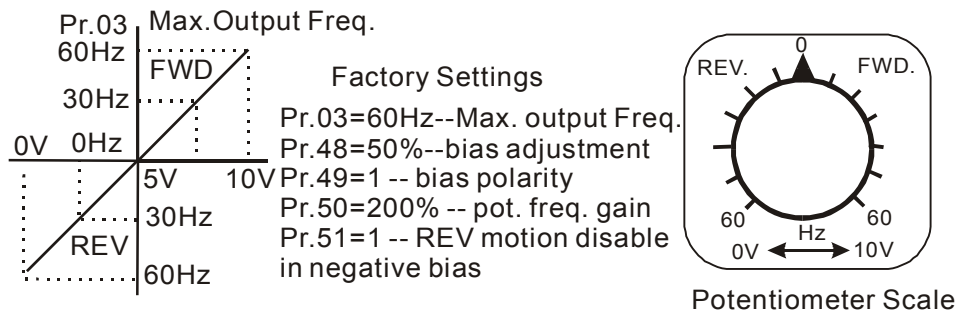 Pr.03 Max.Output Freq.
60Hz
FWD
30Hz
0V 0Hz
5V 10V
30Hz
REV
60Hz
Factory Settings
Pr.03=60Hz--Max. output Freq.
Pr.48=50%--bias adjustment
Pr.49=1 -- bias polarity
Pr.50=200% -- pot. freq. gain
Pr.51=1 -- REV motion disable
in negative bias
0
REV. FWD.
60 60
Hz
0V 10V
Potentiometer Scale